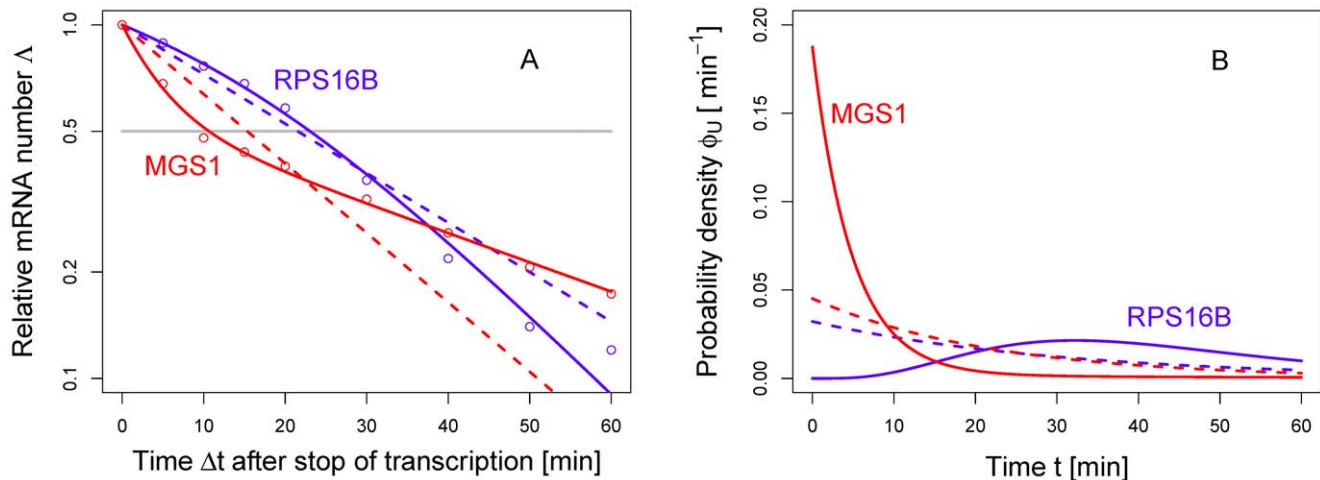 A
RPS16B
MGS1
Relative mRNA number Λ
1.0
0.5
0.2
0.1
0 10 20 30 40 50 60
Time Δt after stop of transcription [min]
B
MGS1
RPS16B
Probability density ϕU [ min⁻¹]
0.20
0.15
0.10
0.05
0.00
0 10 20 30 40 50 60
Time t [min]